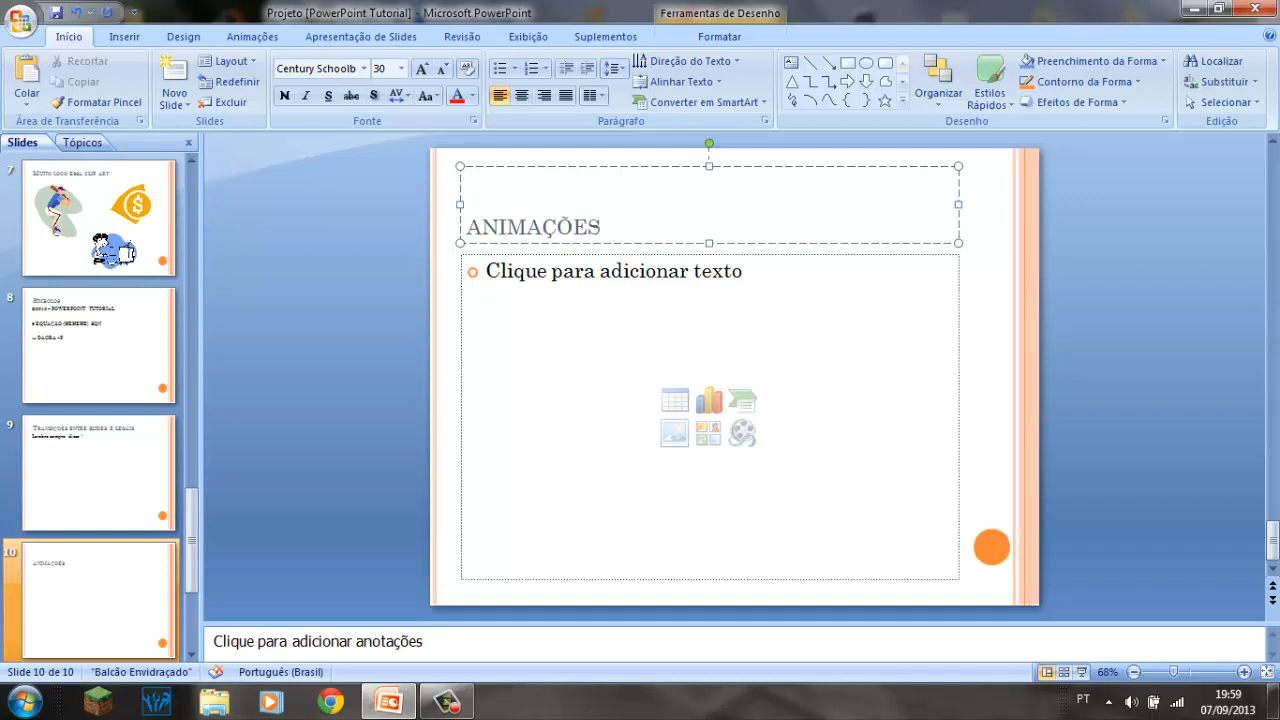 Projeto [PowerPoint Tutorial] - Microsoft PowerPoint
Ferramentas de Desenho
Início
Inserir
Design
Animações
Apresentação de Slides
Revisão
Exibição
Suplementos
Formatar
Colar
Recortar
Copiar
Formatar Pincel
Área de Transferência
Novo
Slide
Layout
Redefinir
Excluir
Slides
Century Schoolb
30
N I S abc S AV Aa A
Fonte
Direção do Texto
Alinhar Texto
Converter em SmartArt
Parágrafo
Organizar
Estilos
Rápidos
Preenchimento da Forma
Contorno da Forma
Efeitos de Forma
Desenho
Localizar
Substituir
Selecionar
Edição
Slides
Tópicos
7
8
POWERPOINT TUTORIAL
9
10
ANIMAÇÕES
ANIMAÇÕES
Clique para adicionar texto
Clique para adicionar anotações
Slide 10 de 10
"Balcão Envidraçado"
Português (Brasil)
68%
PT
19:59
07/09/2013